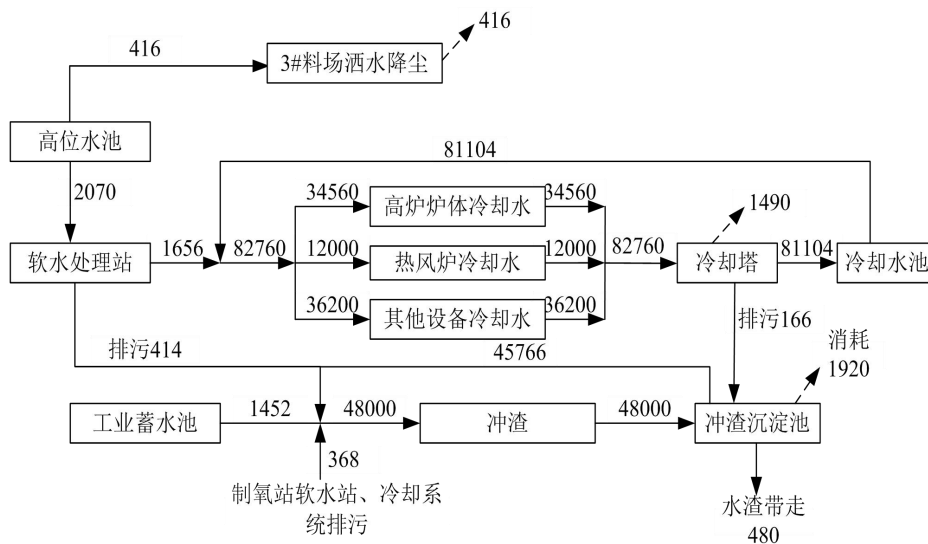 416
416
3#料场洒水降尘
高位水池
81104
2070
34560
高炉炉体冷却水
34560
1490
软水处理站
1656
82760
12000
热风炉冷却水
12000
82760
冷却塔
81104
冷却水池
36200
其他设备冷却水
36200
排污166
排污414
45766
消耗
1920
工业蓄水池
1452
48000
冲渣
48000
冲渣沉淀池
368
制氧站软水站、冷却系
统排污
水渣带走
480